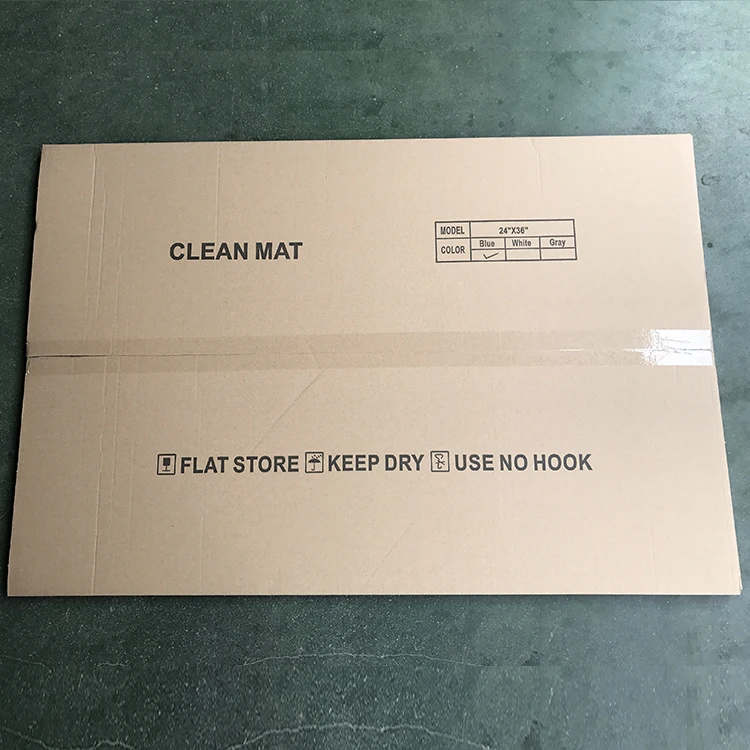 CLEAN MAT
MODEL 24"X36"
COLOR Blue White Gray
FLAT STORE KEEP DRY USE NO HOOK